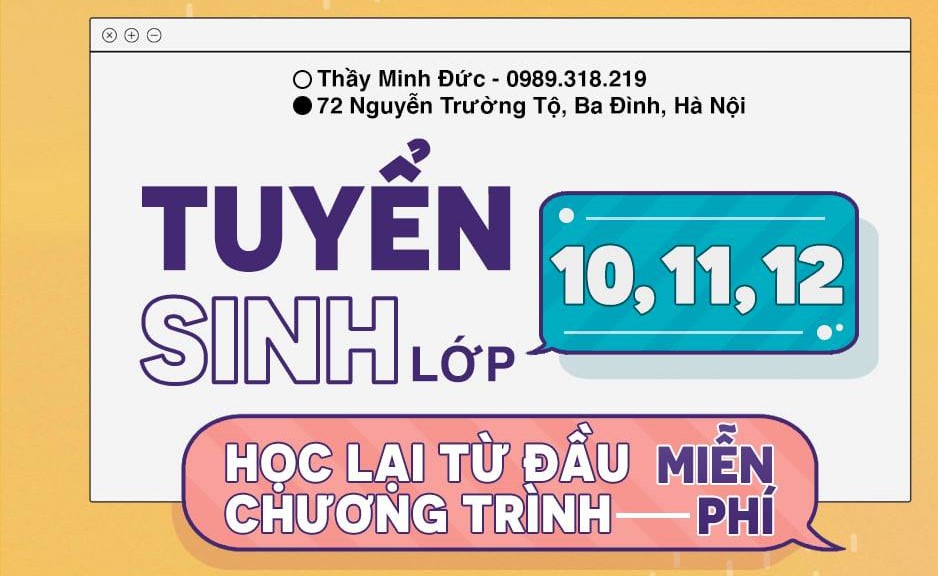 Thầy Minh Đức - 0989.318.219
72 Nguyễn Trường Tộ, Ba Đình, Hà Nội
TUYỂN
SINH LỚP
10, 11, 12
HỌC LẠI TỪ ĐẦU MIỄN
CHƯƠNG TRÌNH — PHÍ